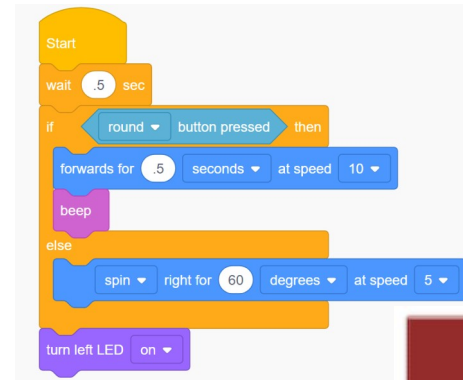 Start
wait .5 sec
if round button pressed then
forwards for .5 seconds at speed 10
beep
else
spin right for 60 degrees at speed 5
turn left LED on